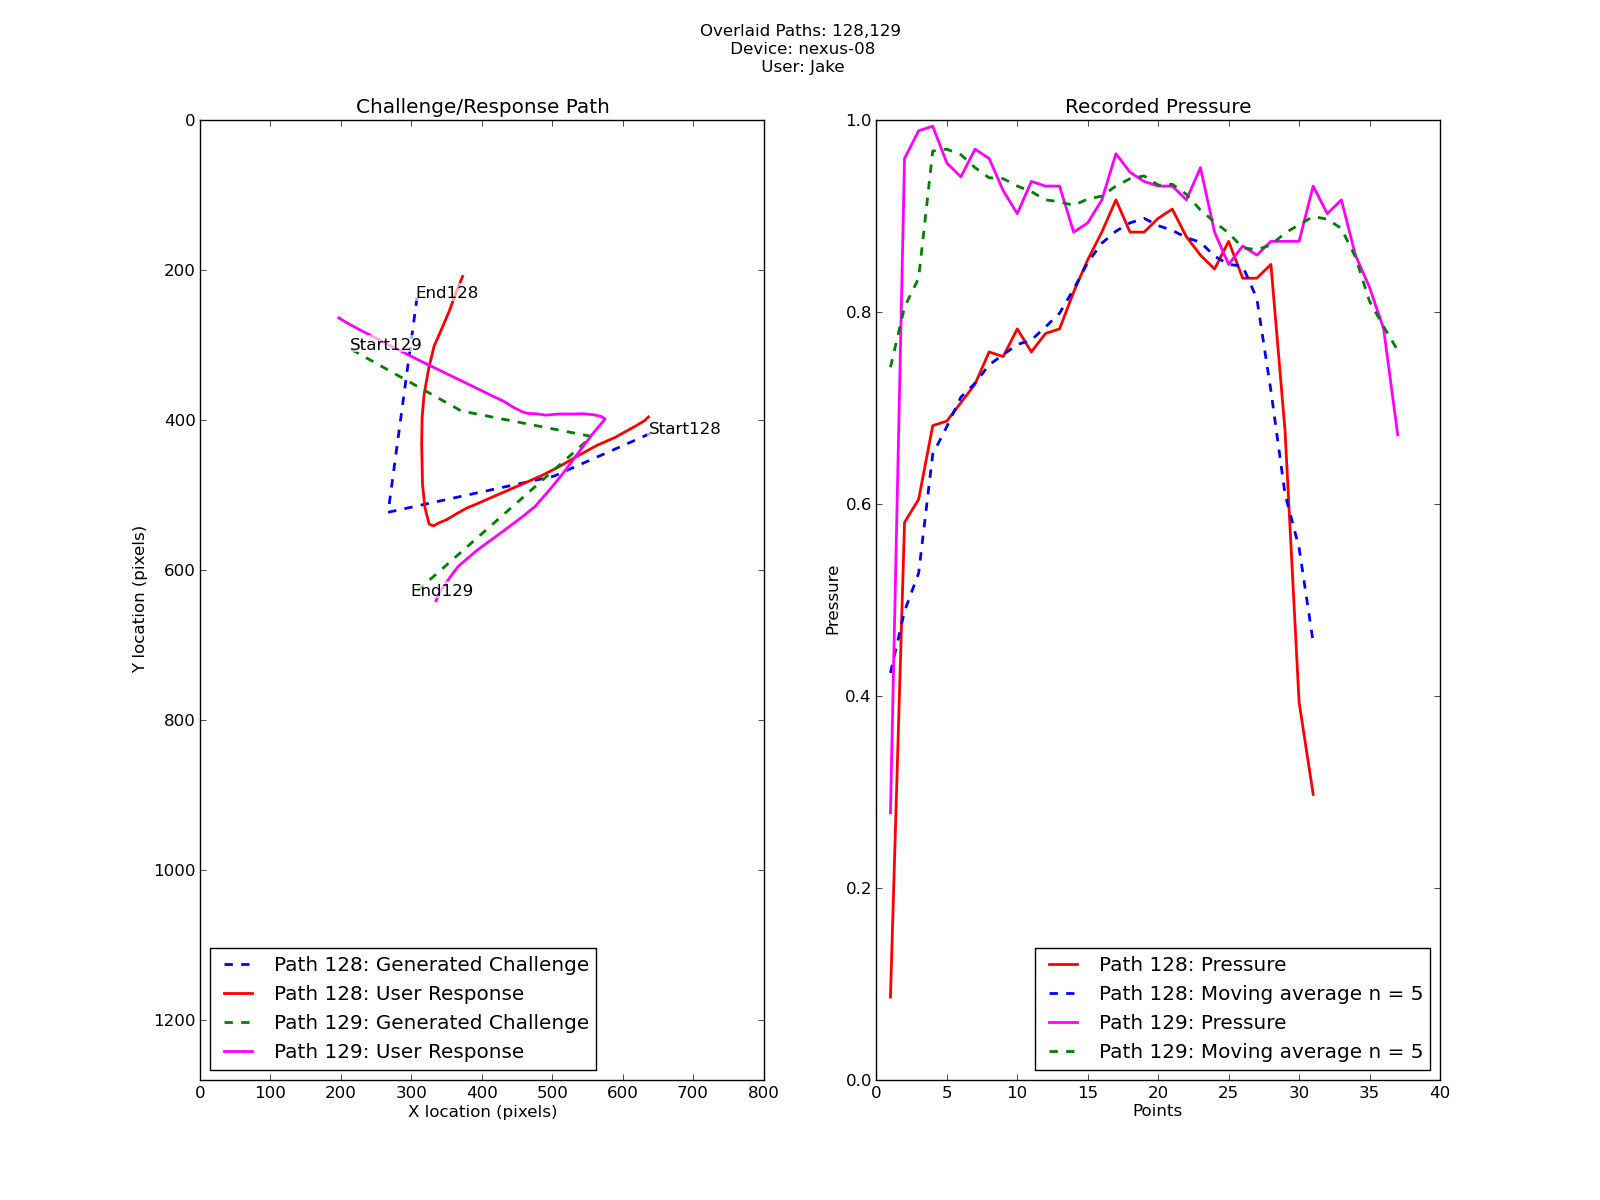 Overlaid Paths: 128,129
Device: nexus-08
User: Jake
Challenge/Response Path
0
200
400
600
800
1000
1200
Y location (pixels)
End128
Start129
Start128
End129
Path 128: Generated Challenge
Path 128: User Response
Path 129: Generated Challenge
Path 129: User Response
0 100 200 300 400 500 600 700 800
X location (pixels)
Recorded Pressure
1.0
0.8
0.6
0.4
0.2
0.0
Pressure
Path 128: Pressure
Path 128: Moving average n = 5
Path 129: Pressure
Path 129: Moving average n = 5
0 5 10 15 20 25 30 35 40
Points